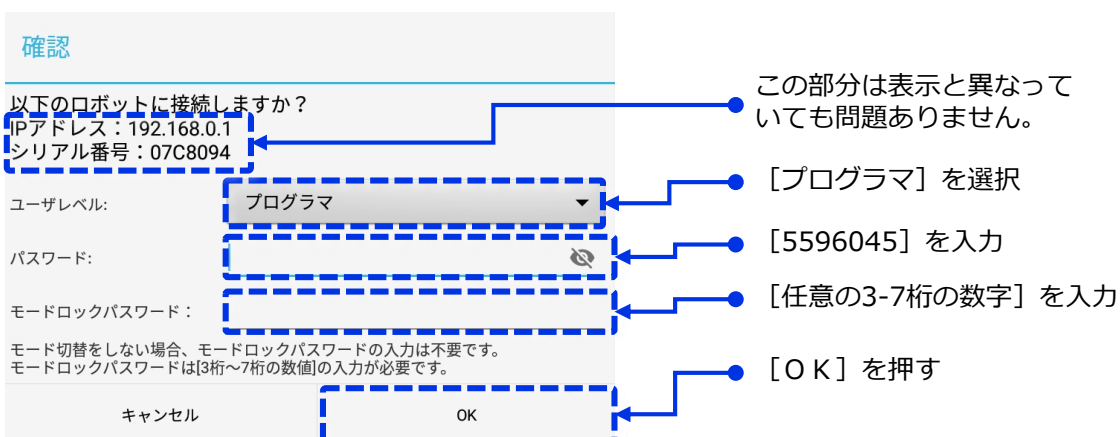 確認
以下のロボットに接続しますか？
IPアドレス：192.168.0.1
シリアル番号：07C8094
この部分は表示と異なって
いても問題ありません。
ユーザレベル:
プログラマ
［プログラマ］を選択
パスワード:
［5596045］を入力
モードロックパスワード：
［任意の3-7桁の数字］を入力
モード切替をしない場合、モードロックパスワードの入力は不要です。
モードロックパスワードは[3桁～7桁の数値]の入力が必要です。
キャンセル
OK
［ＯＫ］を押す